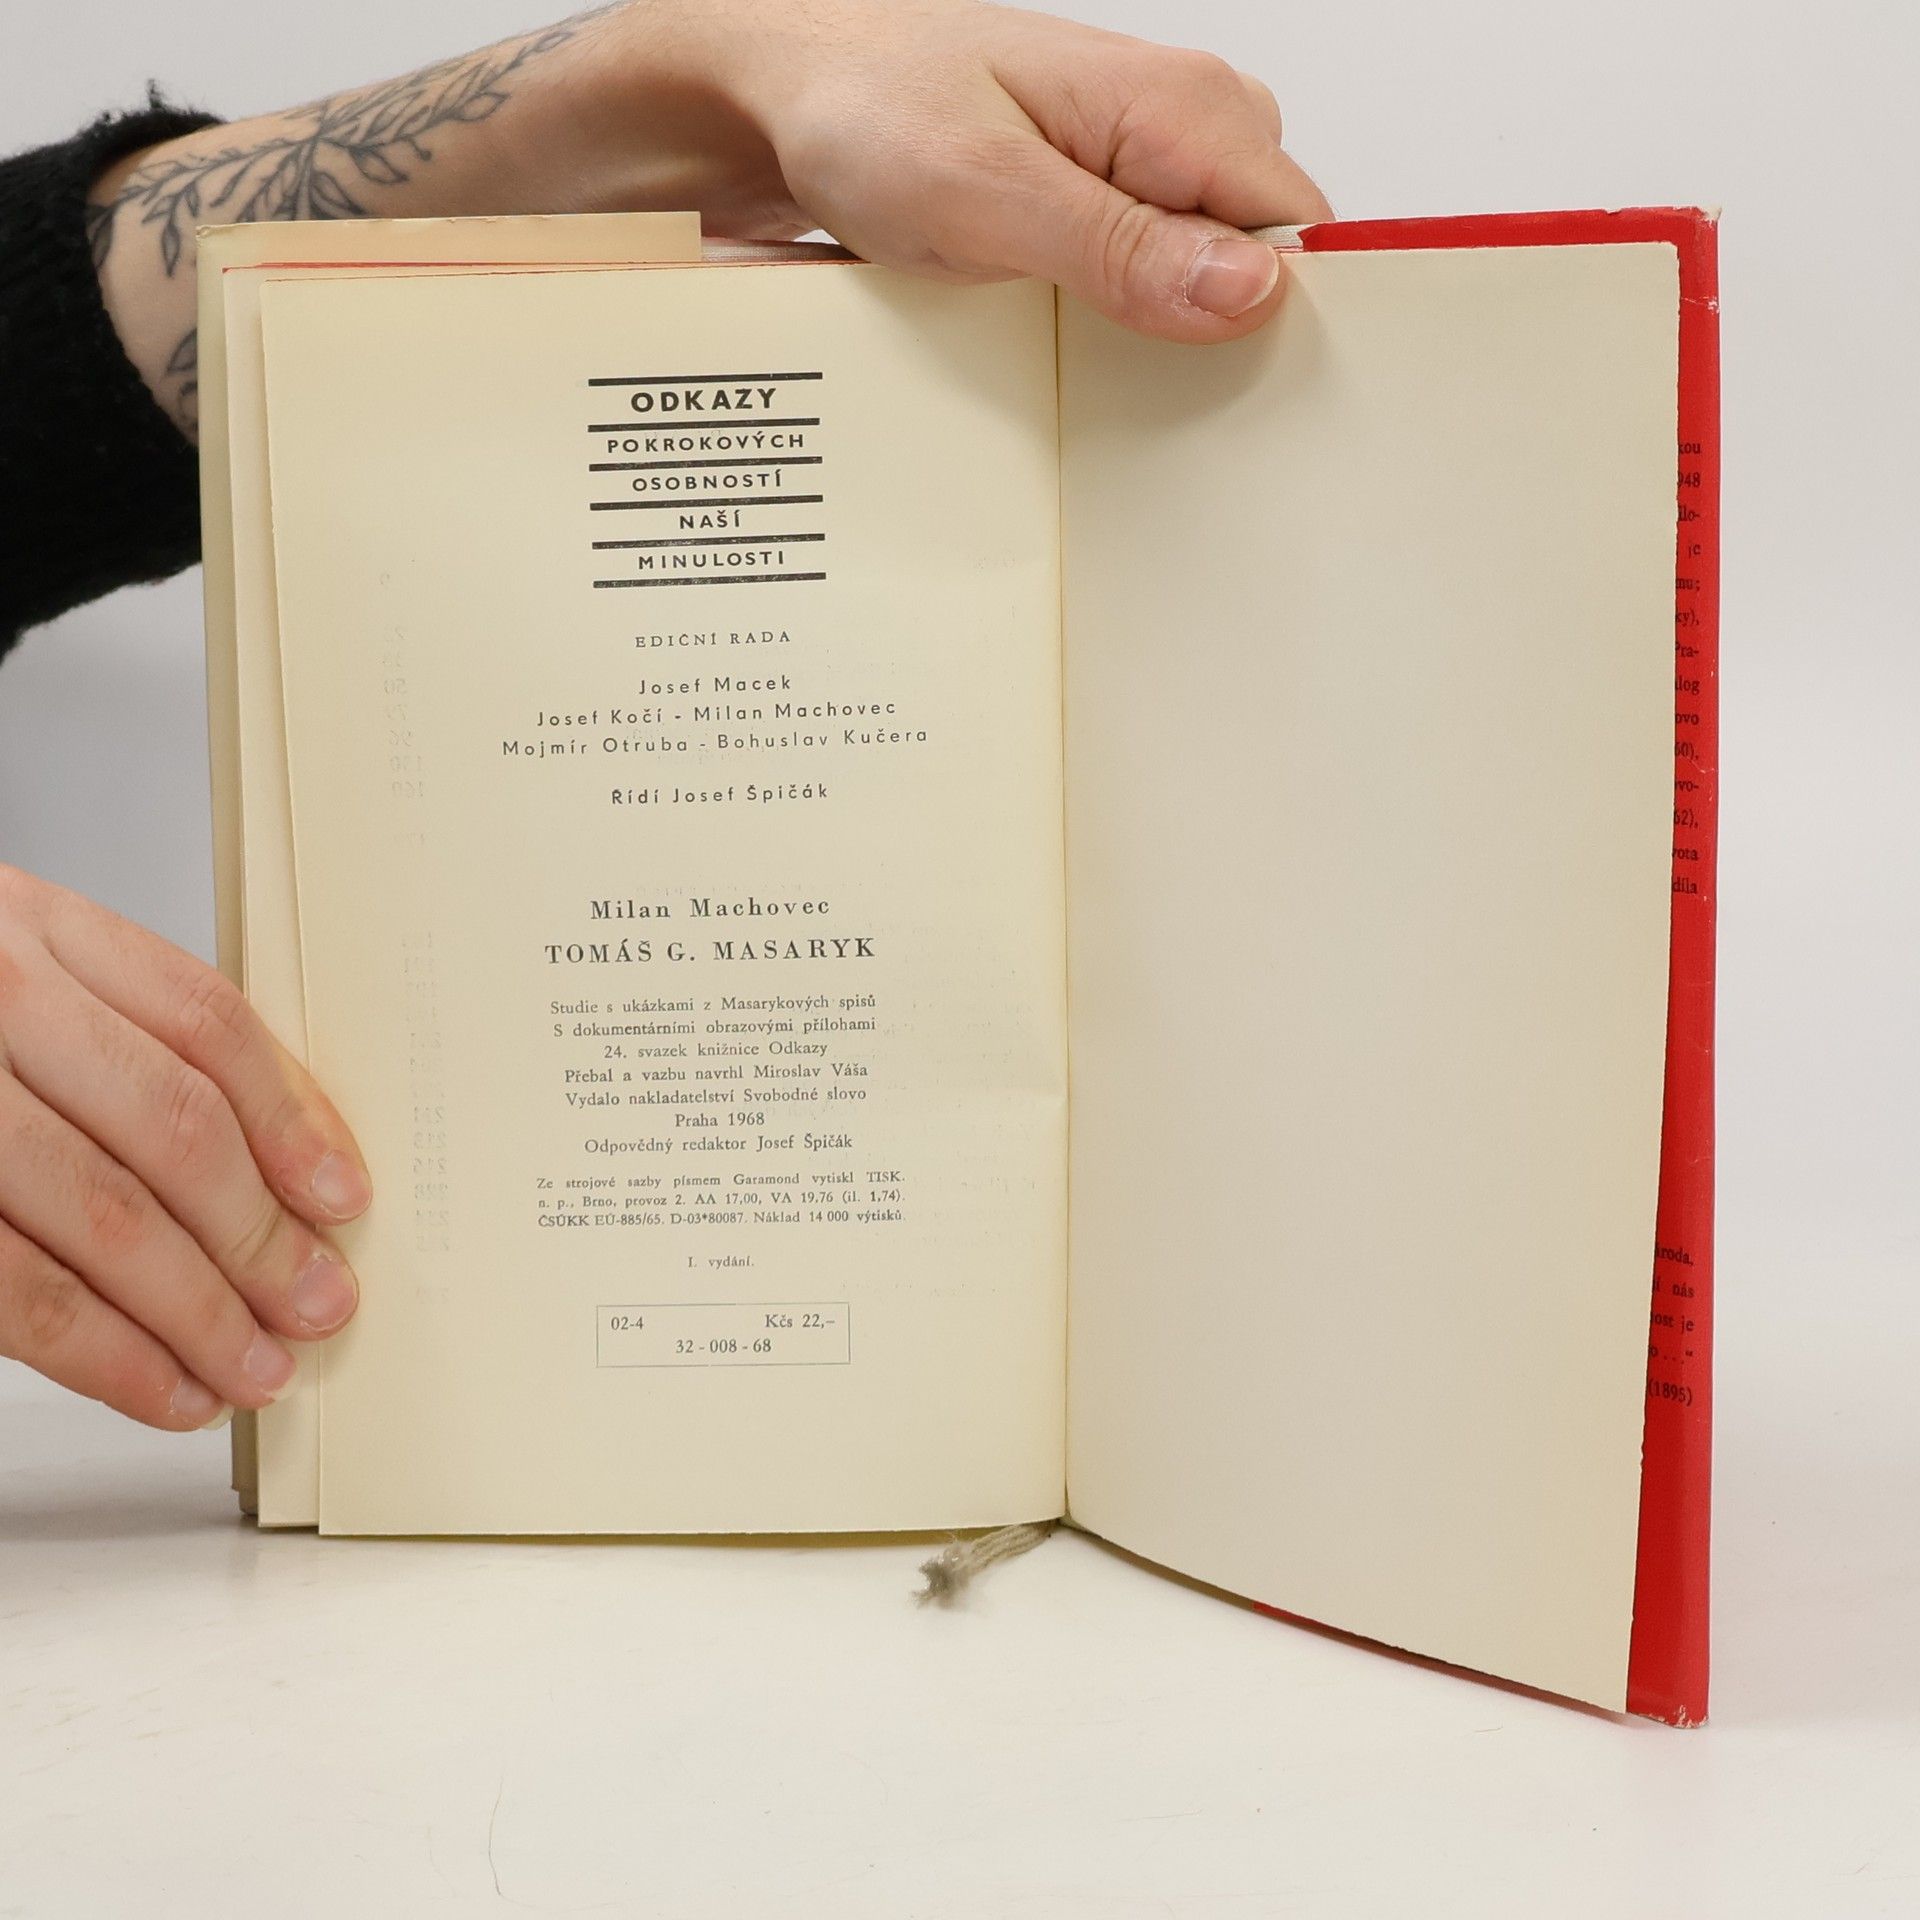 ODKAZY
POKROKOVÝCH
OSOBNOSTÍ
NAŠÍ
MINULOSTI
EDIČNÍ RADA
Josef Macek
Josef Kočí - Milan Machovec
Mojmír Otruba - Bohuslav Kučera
Řídí Josef Špičák
Milan Machovec
TOMÁŠ G. MASARYK
Studie s ukázkami z Masarykových spisů
S dokumentárními obrazovými přílohami
24. svazek knižnice Odkazy
Přebal a vazbu navrhl Miroslav Váša
Vydalo nakladatelství Svobodné slovo
Praha 1968
Odpovědný redaktor Josef Špičák
Ze strojové sazby písmem Garamond vytiskl TISK.
n. p., Brno, provoz 2. AA 17,00, VA 19,76 (il. 1,74).
ČSÚKK EÚ-885/65. D-03*80087. Náklad 14 000 výtisků.
I. vydání.
02-4 Kčs 22,–
32 - 008 - 68
je
nás
je
(1895)